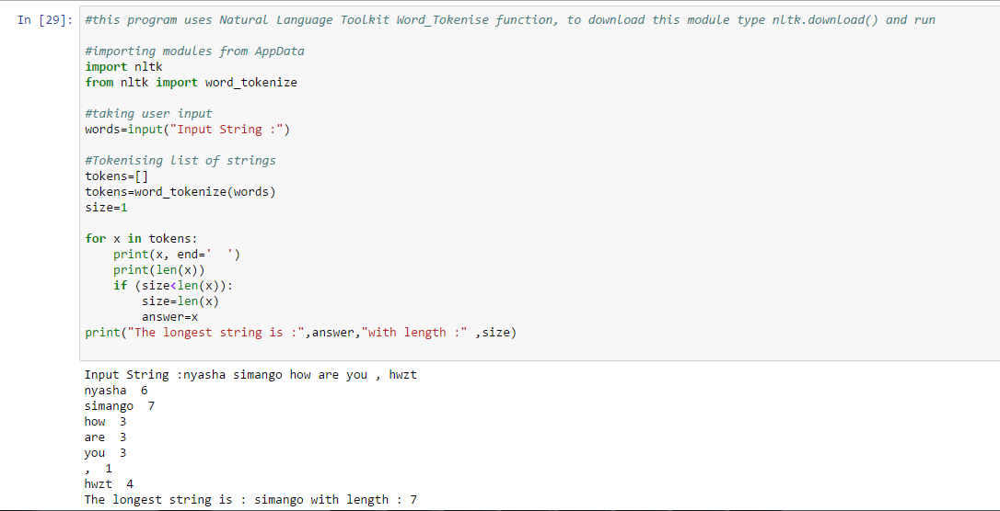 In [29]: #this program uses Natural Language Toolkit Word_Tokenise function, to download this module type nltk.download() and run
#importing modules from AppData
import nltk
from nltk import word_tokenize
#taking user input
words=input("Input String :")
#Tokenising list of strings
tokens=[]
tokens=word_tokenize(words)
size=1
for x in tokens:
    print(x, end='  ')
    print(len(x))
    if (size<len(x)):
        size=len(x)
        answer=x
print("The longest string is :",answer,"with length :" ,size)
Input String :nyasha simango how are you , hwzt
nyasha  6
simango  7
how  3
are  3
you  3
,  1
hwzt  4
The longest string is : simango with length : 7